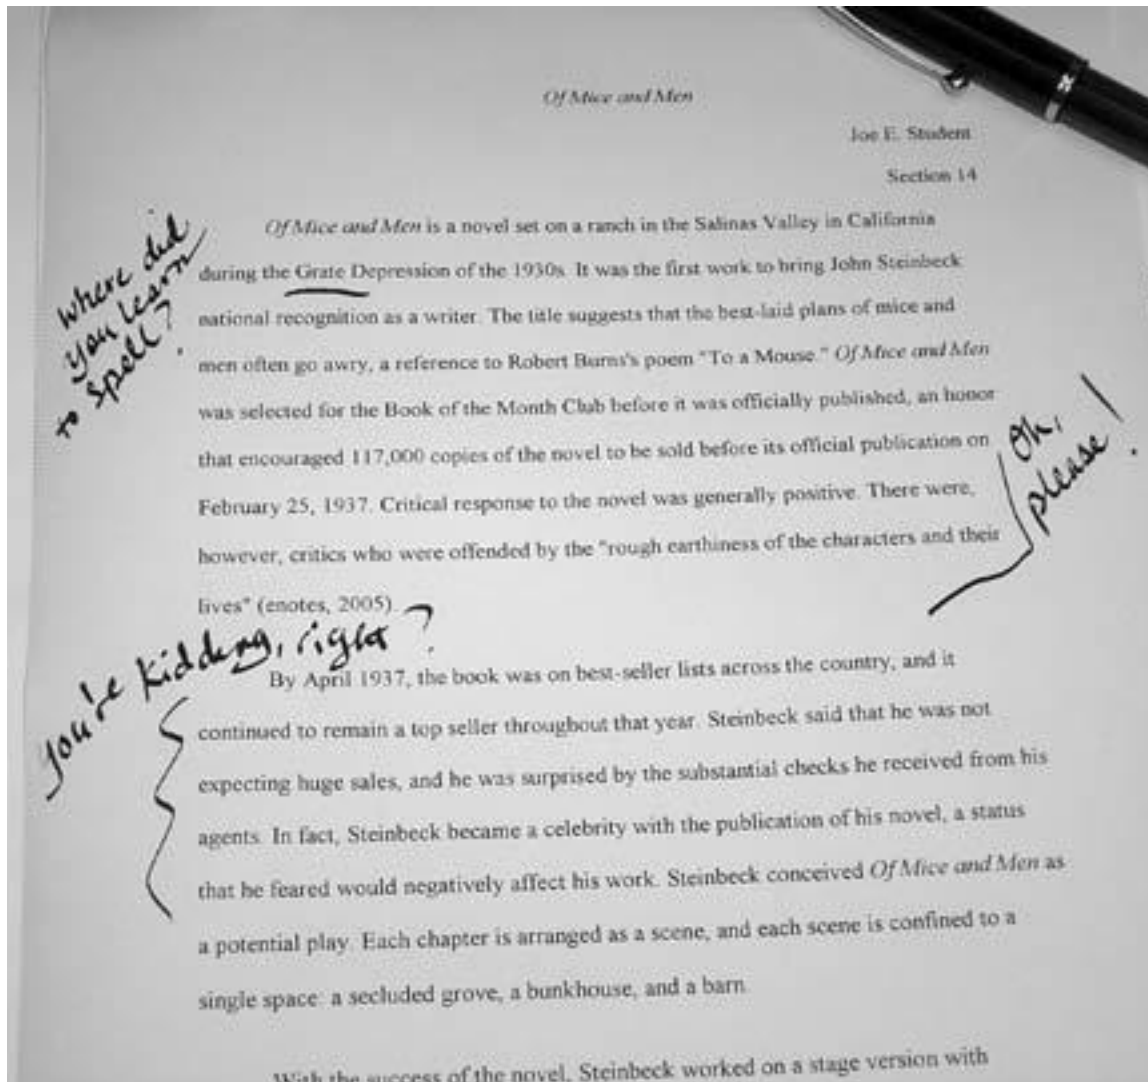 Of Mice and Men
Joe E. Student
Section 14
Of Mice and Men is a novel set on a ranch in the Salinas Valley in California
during the Grate Depression of the 1930s. It was the first work to bring John Steinbeck
national recognition as a writer. The title suggests that the best-laid plans of mice and
men often go awry, a reference to Robert Burns's poem "To a Mouse." Of Mice and Men
was selected for the Book of the Month Club before it was officially published, an honor
that encouraged 117,000 copies of the novel to be sold before its official publication on
February 25, 1937. Critical response to the novel was generally positive. There were,
however, critics who were offended by the "rough earthiness of the characters and their
lives" (enotes, 2005).
where did
you learn
to spell?
Oh,
please!
You're kidding, right?
By April 1937, the book was on best-seller lists across the country, and it
continued to remain a top seller throughout that year. Steinbeck said that he was not
expecting huge sales, and he was surprised by the substantial checks he received from his
agents. In fact, Steinbeck became a celebrity with the publication of his novel, a status
that he feared would negatively affect his work. Steinbeck conceived Of Mice and Men as
a potential play. Each chapter is arranged as a scene, and each scene is confined to a
single space: a secluded grove, a bunkhouse, and a barn.
With the success of the novel, Steinbeck worked on a stage version with